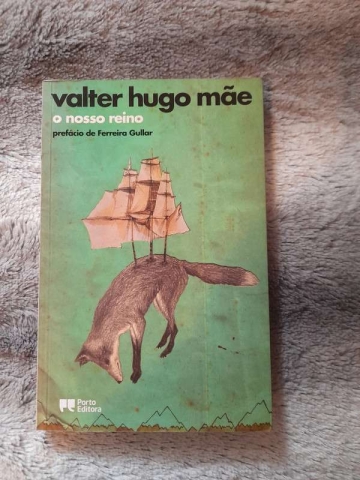 valter hugo mãe
o nosso reino
prefácio de Ferreira Gullar
Porto
Editora